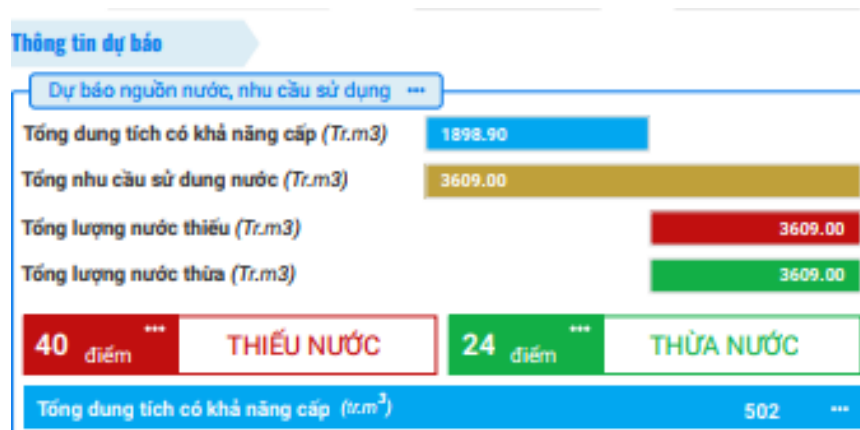 Thông tin dự báo
Dự báo nguồn nước, nhu cầu sử dụng ...
Tổng dung tích có khả năng cấp (Tr.m3) 1898.90
Tổng nhu cầu sử dung nước (Tr.m3) 3609.00
Tổng lượng nước thiếu (Tr.m3) 3609.00
Tổng lượng nước thừa (Tr.m3) 3609.00
40 điểm ... THIẾU NƯỚC 24 điểm ... THỪA NƯỚC
Tổng dung tích có khả năng cấp (tr.m³) 502 ...